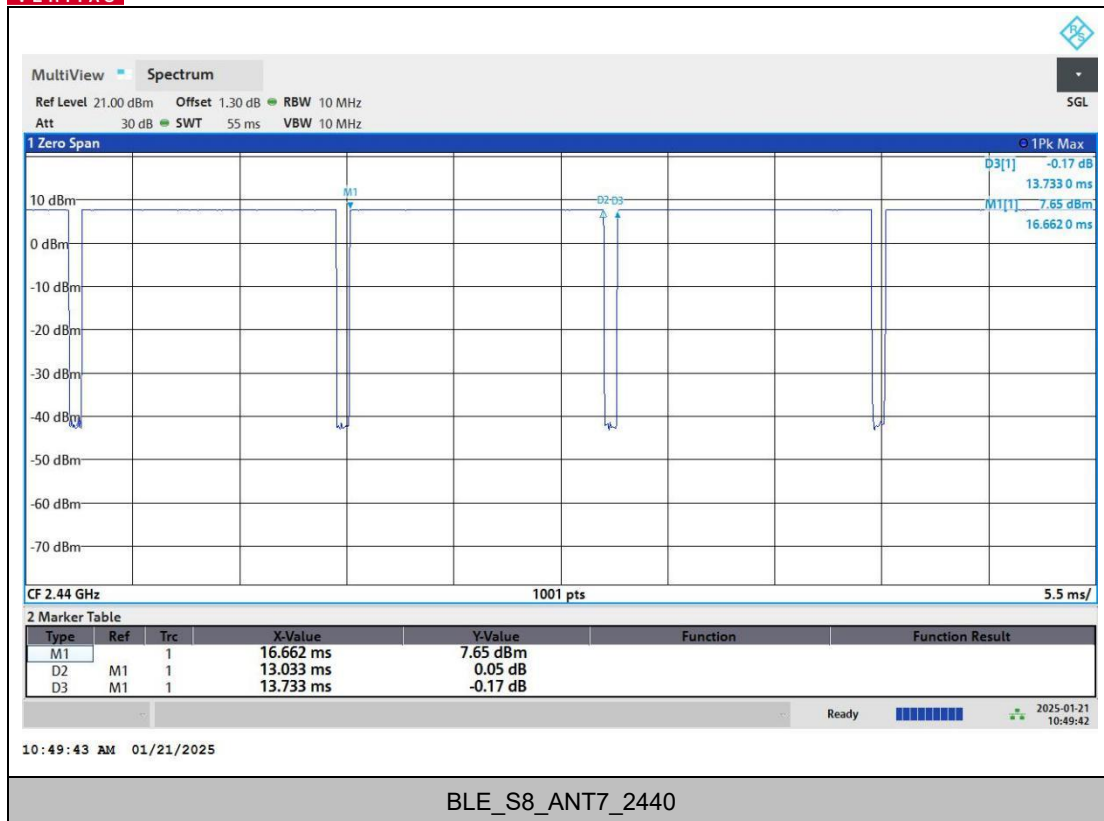 MultiView Spectrum
Ref Level 21.00 dBm Offset 1.30 dB RBW 10 MHz
SGL
Att 30 dB SWT 55 ms VBW 10 MHz
1 Zero Span
1Pk Max
D3[1] -0.17 dB
13.733 0 ms
M1[1] 7.65 dBm
16.662 0 ms
M1
D2 D3
10 dBm
0 dBm
-10 dBm
-20 dBm
-30 dBm
-40 dBm
-50 dBm
-60 dBm
-70 dBm
CF 2.44 GHz 1001 pts 5.5 ms/
2 Marker Table
Type Ref Trc X-Value Y-Value Function Function Result
M1 1 16.662 ms 7.65 dBm
D2 M1 1 13.033 ms 0.05 dB
D3 M1 1 13.733 ms -0.17 dB
Ready 2025-01-21
10:49:42
10:49:43 AM 01/21/2025
BLE_S8_ANT7_2440